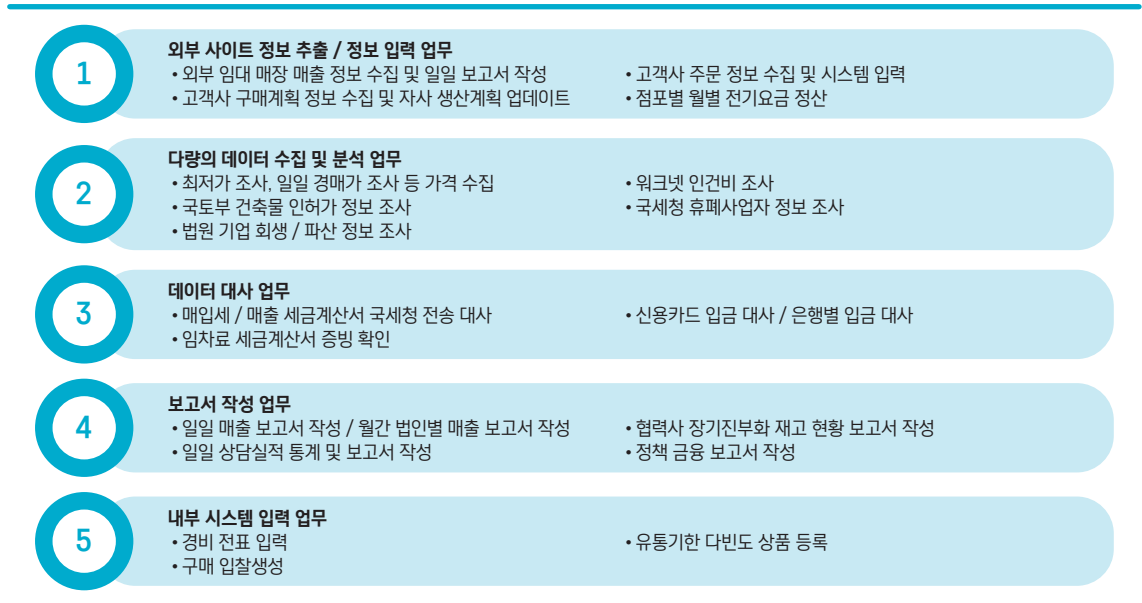 1
외부 사이트 정보 추출 / 정보 입력 업무
• 외부 임대 매장 매출 정보 수집 및 일일 보고서 작성
• 고객사 구매계획 정보 수집 및 자사 생산계획 업데이트
• 고객사 주문 정보 수집 및 시스템 입력
• 점포별 월별 전기요금 정산
2
다량의 데이터 수집 및 분석 업무
• 최저가 조사, 일일 경매가 조사 등 가격 수집
• 국토부 건축물 인허가 정보 조사
• 법원 기업 회생 / 파산 정보 조사
• 워크넷 인건비 조사
• 국세청 휴폐사업자 정보 조사
3
데이터 대사 업무
• 매입세 / 매출 세금계산서 국세청 전송 대사
• 임차료 세금계산서 증빙 확인
• 신용카드 입금 대사 / 은행별 입금 대사
4
보고서 작성 업무
• 일일 매출 보고서 작성 / 월간 법인별 매출 보고서 작성
• 일일 상담실적 통계 및 보고서 작성
• 협력사 장기진부화 재고 현황 보고서 작성
• 정책 금융 보고서 작성
5
내부 시스템 입력 업무
• 경비 전표 입력
• 구매 입찰생성
• 유통기한 다빈도 상품 등록